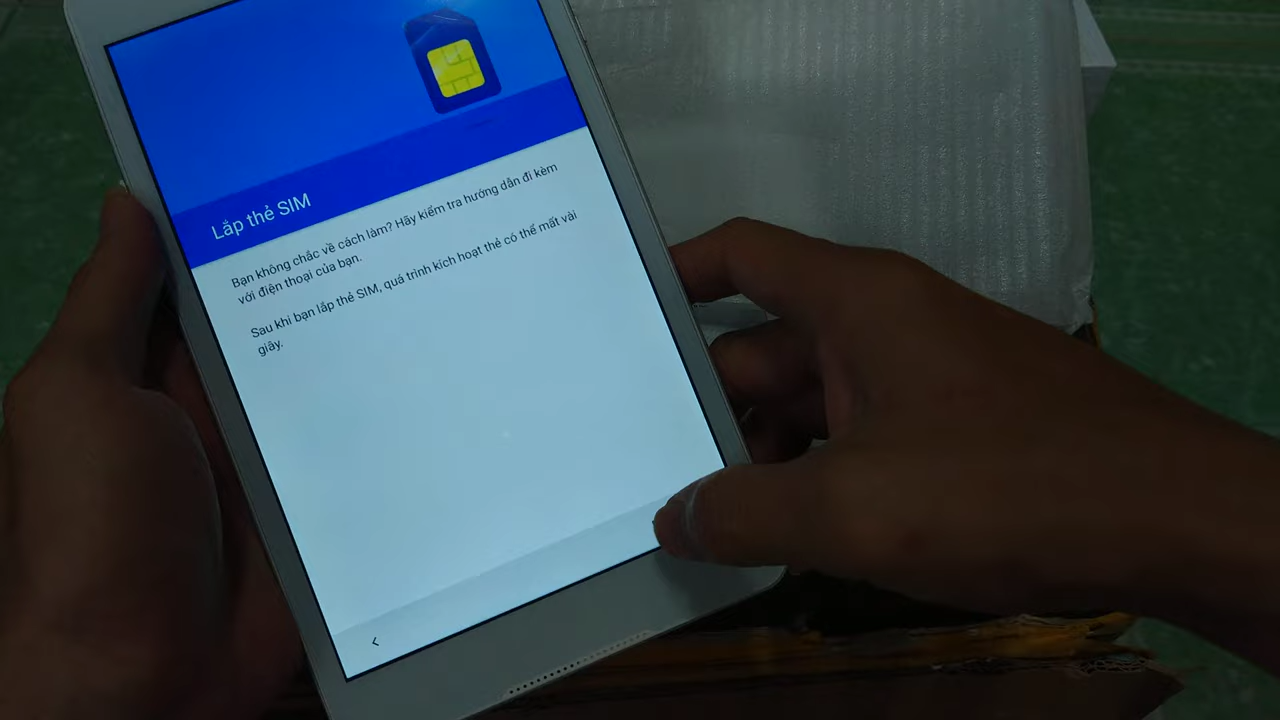 Lắp thẻ SIM
Bạn không chắc về cách làm? Hãy kiểm tra hướng dẫn đi kèm
với điện thoại của bạn.
Sau khi bạn lắp thẻ SIM, quá trình kích hoạt thẻ có thể mất vài
giây.